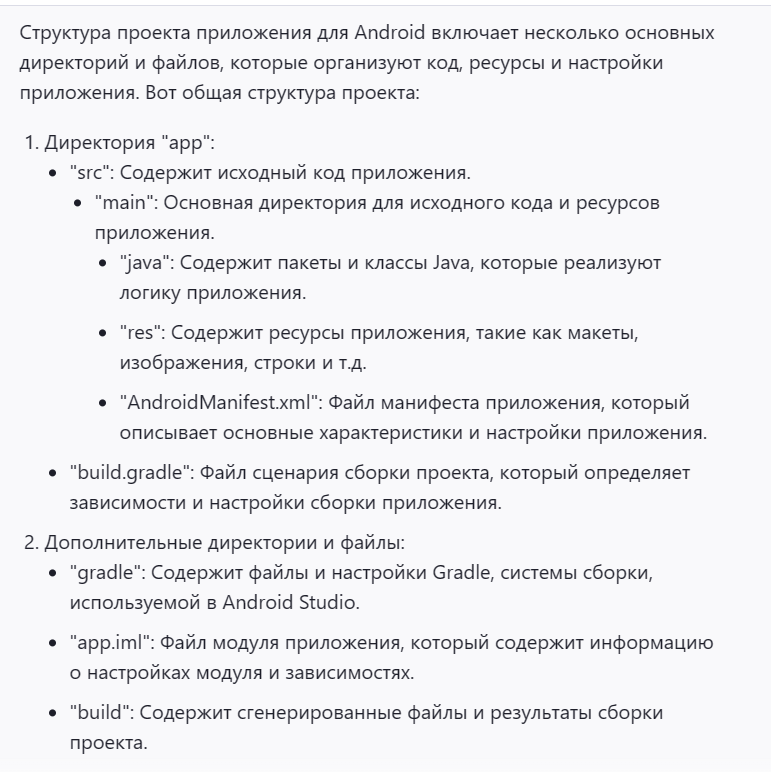 Структура проекта приложения для Android включает несколько основных
директорий и файлов, которые организуют код, ресурсы и настройки
приложения. Вот общая структура проекта:
1. Директория "app":
• "src": Содержит исходный код приложения.
• "main": Основная директория для исходного кода и ресурсов
приложения.
• "java": Содержит пакеты и классы Java, которые реализуют
логику приложения.
• "res": Содержит ресурсы приложения, такие как макеты,
изображения, строки и т.д.
• "AndroidManifest.xml": Файл манифеста приложения, который
описывает основные характеристики и настройки приложения.
• "build.gradle": Файл сценария сборки проекта, который определяет
зависимости и настройки сборки приложения.
2. Дополнительные директории и файлы:
• "gradle": Содержит файлы и настройки Gradle, системы сборки,
используемой в Android Studio.
• "app.iml": Файл модуля приложения, который содержит информацию
о настройках модуля и зависимостях.
• "build": Содержит сгенерированные файлы и результаты сборки
проекта.